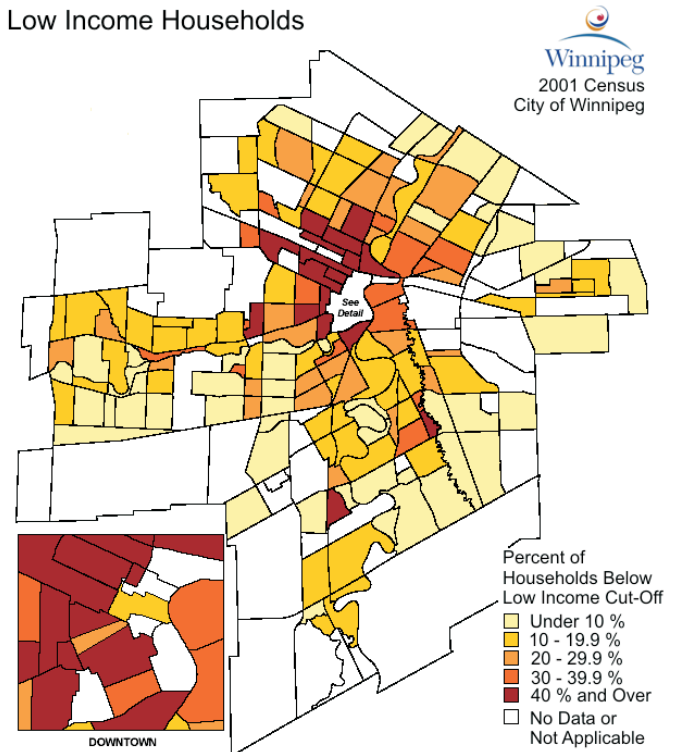 Low Income Households
Winnipeg
2001 Census
City of Winnipeg
See
Detail
Percent of
Households Below
Low Income Cut-Off
Under 10 %
10 - 19.9 %
20 - 29.9 %
30 - 39.9 %
40 % and Over
No Data or
Not Applicable
DOWNTOWN